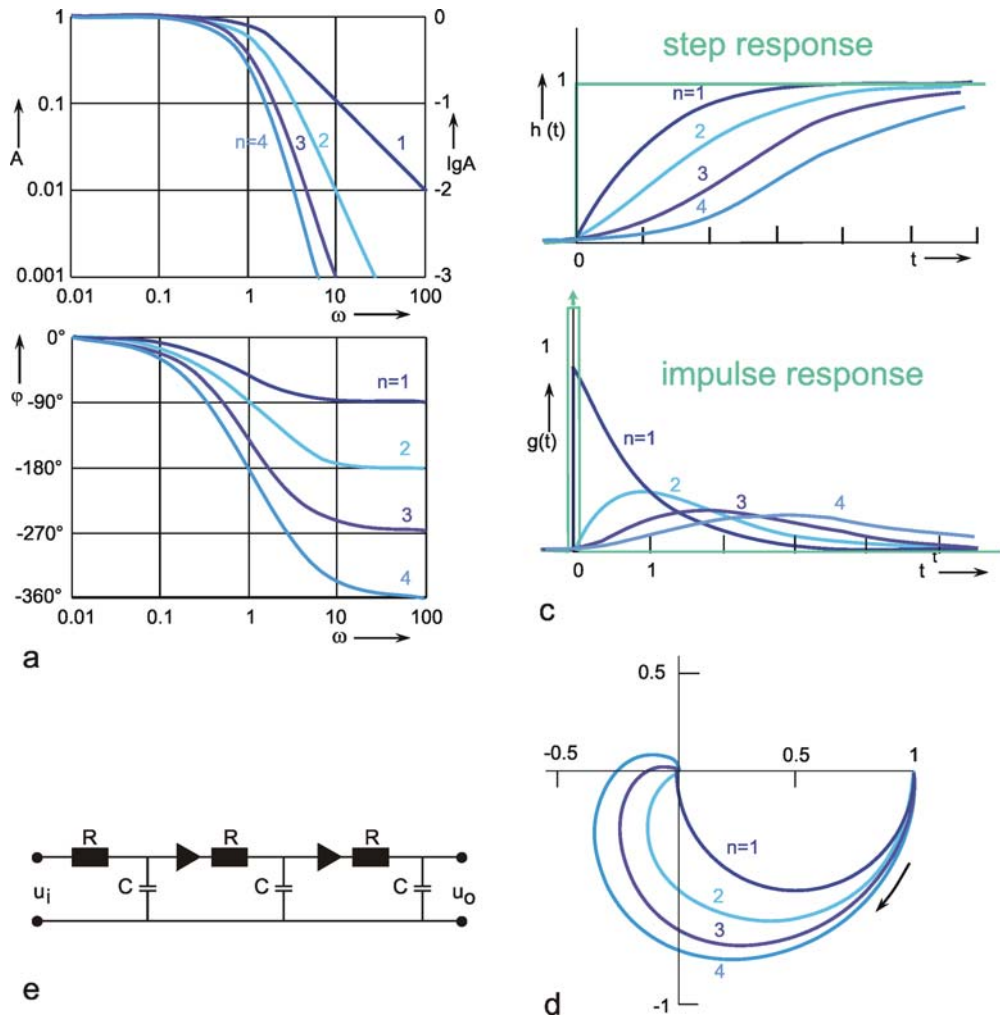 1 0
0.1 -1
A lgA
n=4 3 2 1
0.01 -2
0.001 -3
0.01 0.1 1 10 100
ω
0°
φ n=1
-90°
2
-180°
-270° 3
4
-360°
0.01 0.1 1 10 100
ω
a
step response
1
n=1
h (t) 2
3
4
0 t
1
impulse response
n=1
g(t)
2
3 4
0 1 t
c
0.5
-0.5 0.5 1
n=1
2
3
4
-1
d
R R R
C C C
ui uo
e